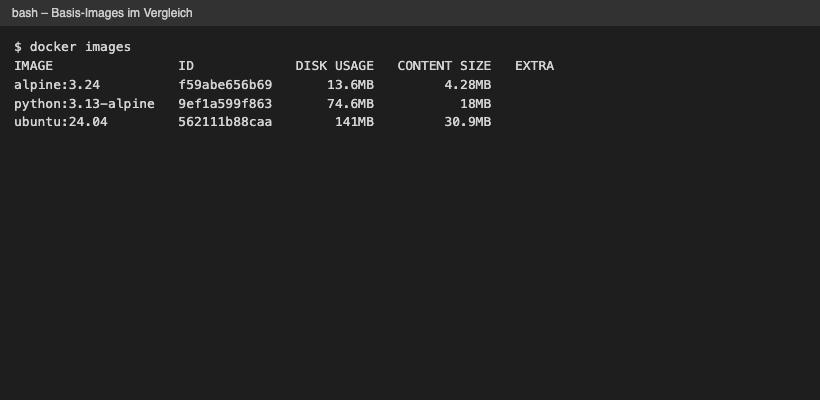 bash – Basis-Images im Vergleich
$ docker images
IMAGE ID DISK USAGE CONTENT SIZE EXTRA
alpine:3.24 f59abe656b69 13.6MB 4.28MB
python:3.13-alpine 9ef1a599f863 74.6MB 18MB
ubuntu:24.04 562111b88caa 141MB 30.9MB